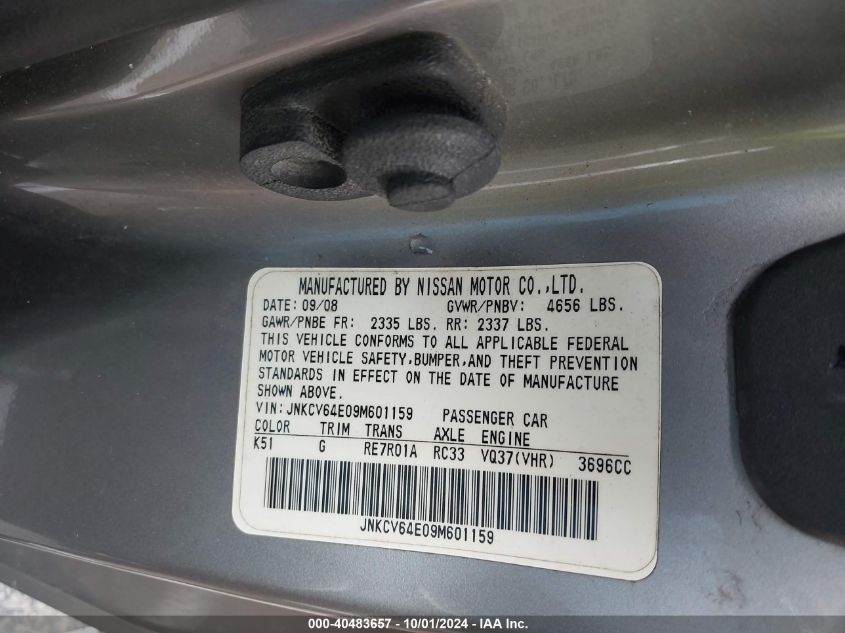 MANUFACTURED BY NISSAN MOTOR CO.,LTD.
DATE: 09/08 GVWR/PNBV: 4656 LBS.
GAWR/PNBE FR: 2335 LBS. RR: 2337 LBS.
THIS VEHICLE CONFORMS TO ALL APPLICABLE FEDERAL
MOTOR VEHICLE SAFETY,BUMPER,AND THEFT PREVENTION
STANDARDS IN EFFECT ON THE DATE OF MANUFACTURE
SHOWN ABOVE.
VIN:JNKCV64E09M601159 PASSENGER CAR
COLOR TRIM TRANS AXLE ENGINE
K51 G RE7R01A RC33 VQ37(VHR) 3696CC
JNKCV64E09M601159
000-40483657 - 10/01/2024 - IAA Inc.